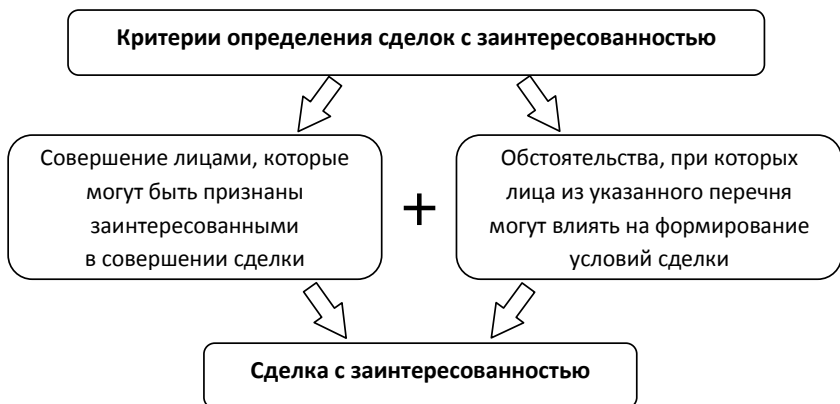 Критерии определения сделок с заинтересованностью
Совершение лицами, которые
могут быть признаны
заинтересованными
в совершении сделки
+
Обстоятельства, при которых
лица из указанного перечня
могут влиять на формирование
условий сделки
Сделка с заинтересованностью